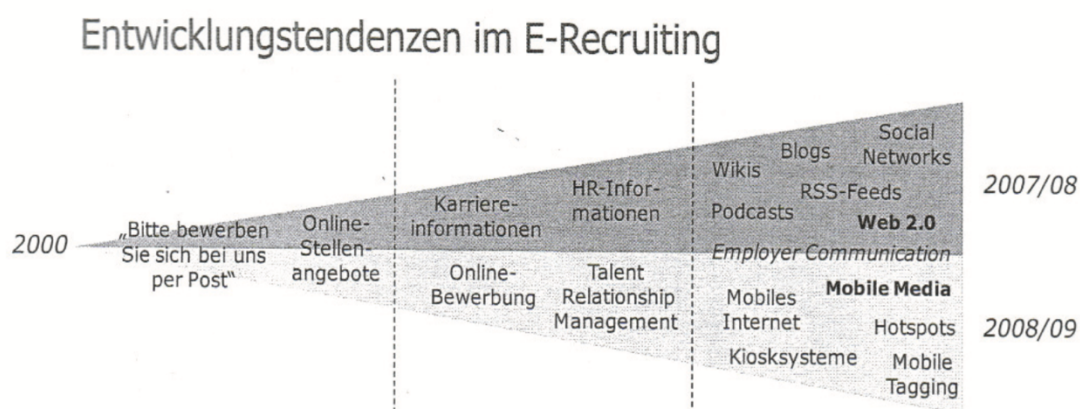 Entwicklungstendenzen im E-Recruiting
2000
„Bitte bewerben
Sie sich bei uns
per Post“
Online-
Stellen-
angebote
Karriere-
informationen
Online-
Bewerbung
HR-Infor-
mationen
Talent
Relationship
Management
Wikis
Blogs
Social
Networks
RSS-Feeds
Podcasts
Web 2.0
Employer Communication
Mobile Media
Mobiles
Internet
Hotspots
Kiosksysteme
Mobile
Tagging
2007/08
2008/09